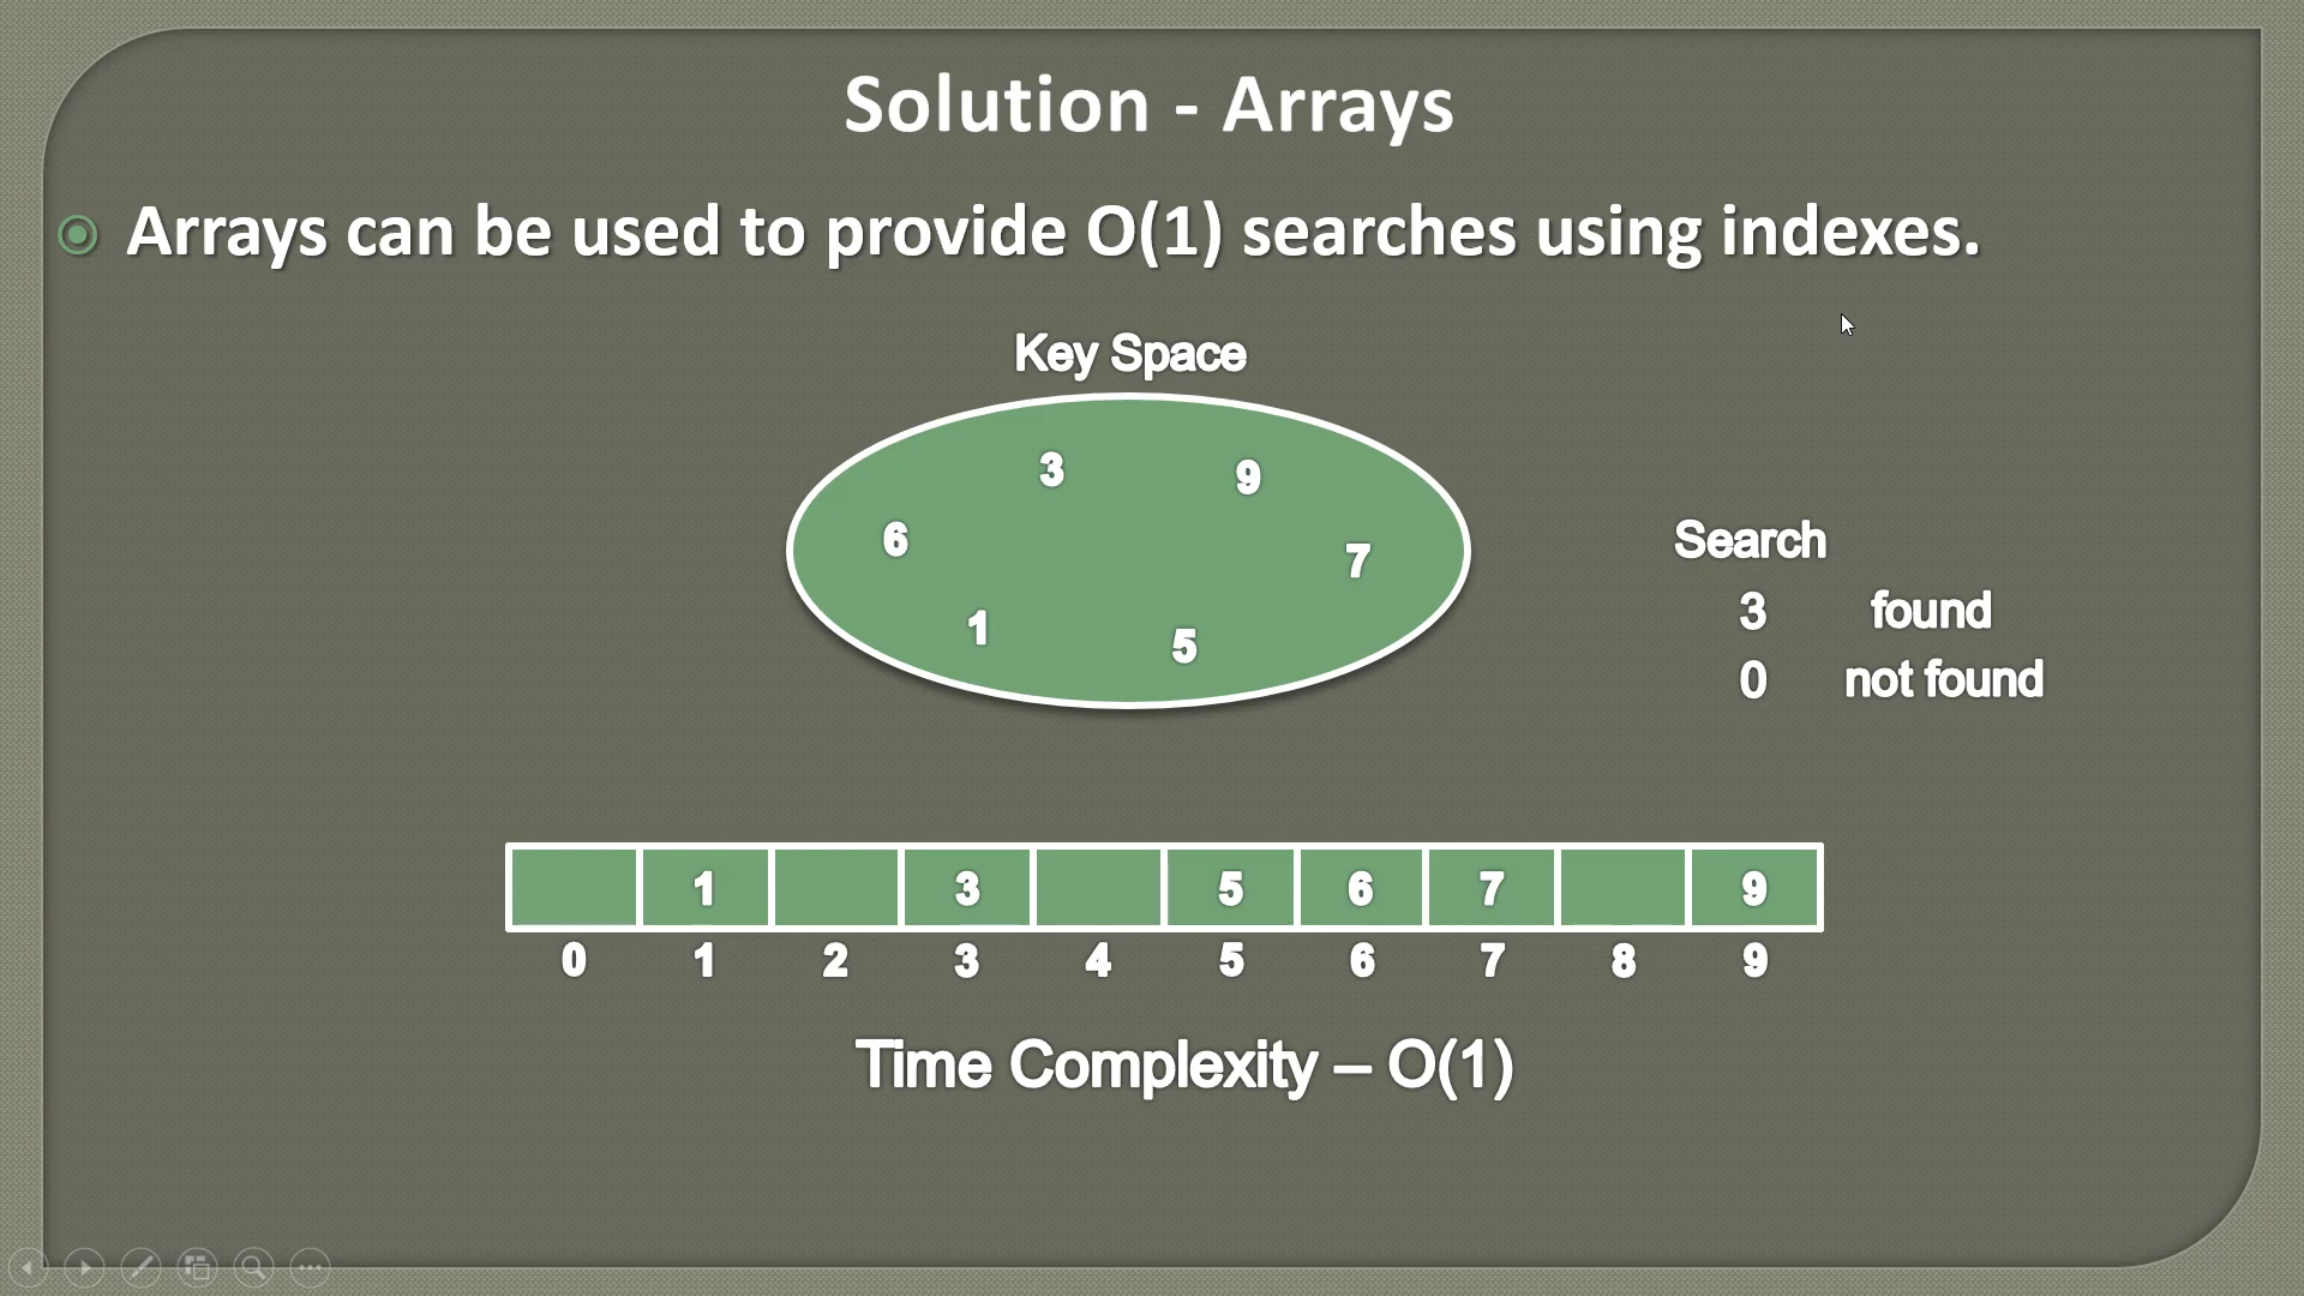 Solution - Arrays
Arrays can be used to provide O(1) searches using indexes.
Key Space
3 9
6 7
1 5
Search
3 found
0 not found
1 3 5 6 7 9
0 1 2 3 4 5 6 7 8 9
Time Complexity – O(1)